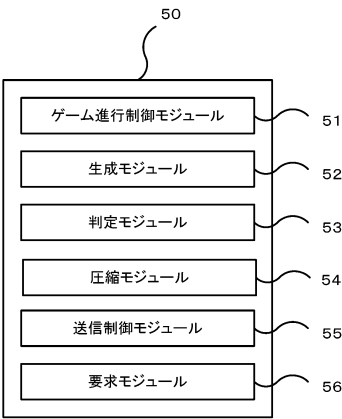 50
ゲーム進行制御モジュール 51
生成モジュール 52
判定モジュール 53
圧縮モジュール 54
送信制御モジュール 55
要求モジュール 56